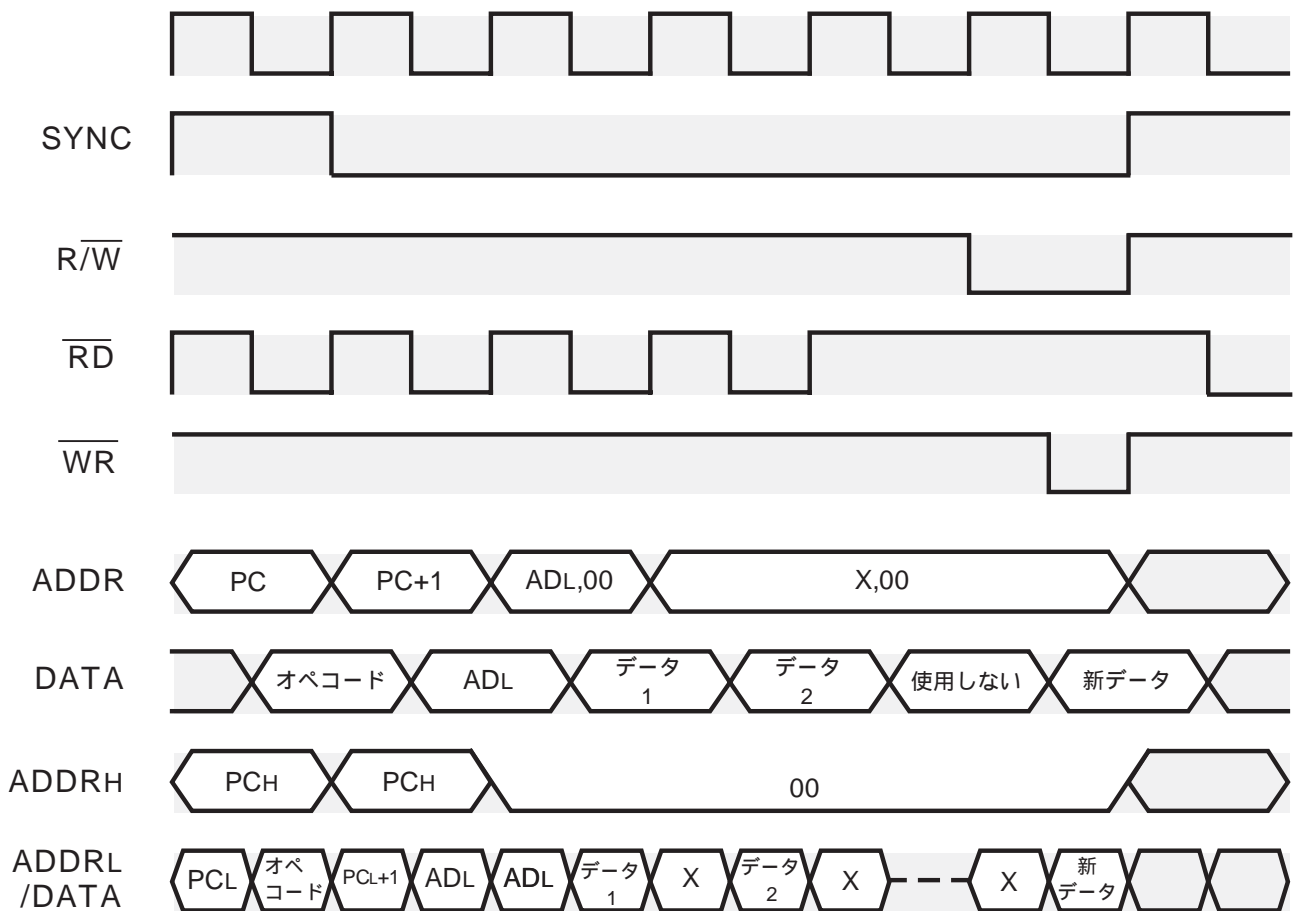 SYNC
R/W
RD
WR
ADDR PC PC+1 ADL,00 X,00
DATA オペコード ADL データ 1 データ 2 使用しない 新データ
ADDRH PCH PCH 00
ADDRL
/DATA
PCL オペ
コード PCL+1 ADL ADL データ
1 X データ
2 X X 新
データ